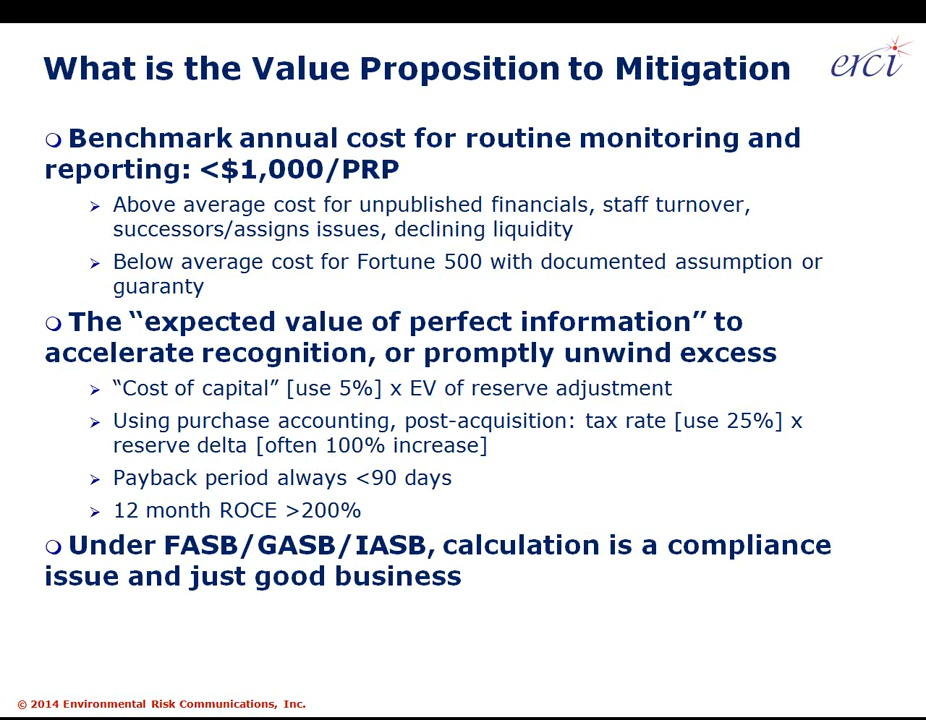 What is the Value Proposition to Mitigation
erci
Benchmark annual cost for routine monitoring and
reporting: <$1,000/PRP
Above average cost for unpublished financials, staff turnover,
successors/assigns issues, declining liquidity
Below average cost for Fortune 500 with documented assumption or
guaranty
The “expected value of perfect information” to
accelerate recognition, or promptly unwind excess
“Cost of capital” [use 5%] x EV of reserve adjustment
Using purchase accounting, post-acquisition: tax rate [use 25%] x
reserve delta [often 100% increase]
Payback period always <90 days
12 month ROCE >200%
Under FASB/GASB/IASB, calculation is a compliance
issue and just good business
© 2014 Environmental Risk Communications, Inc.